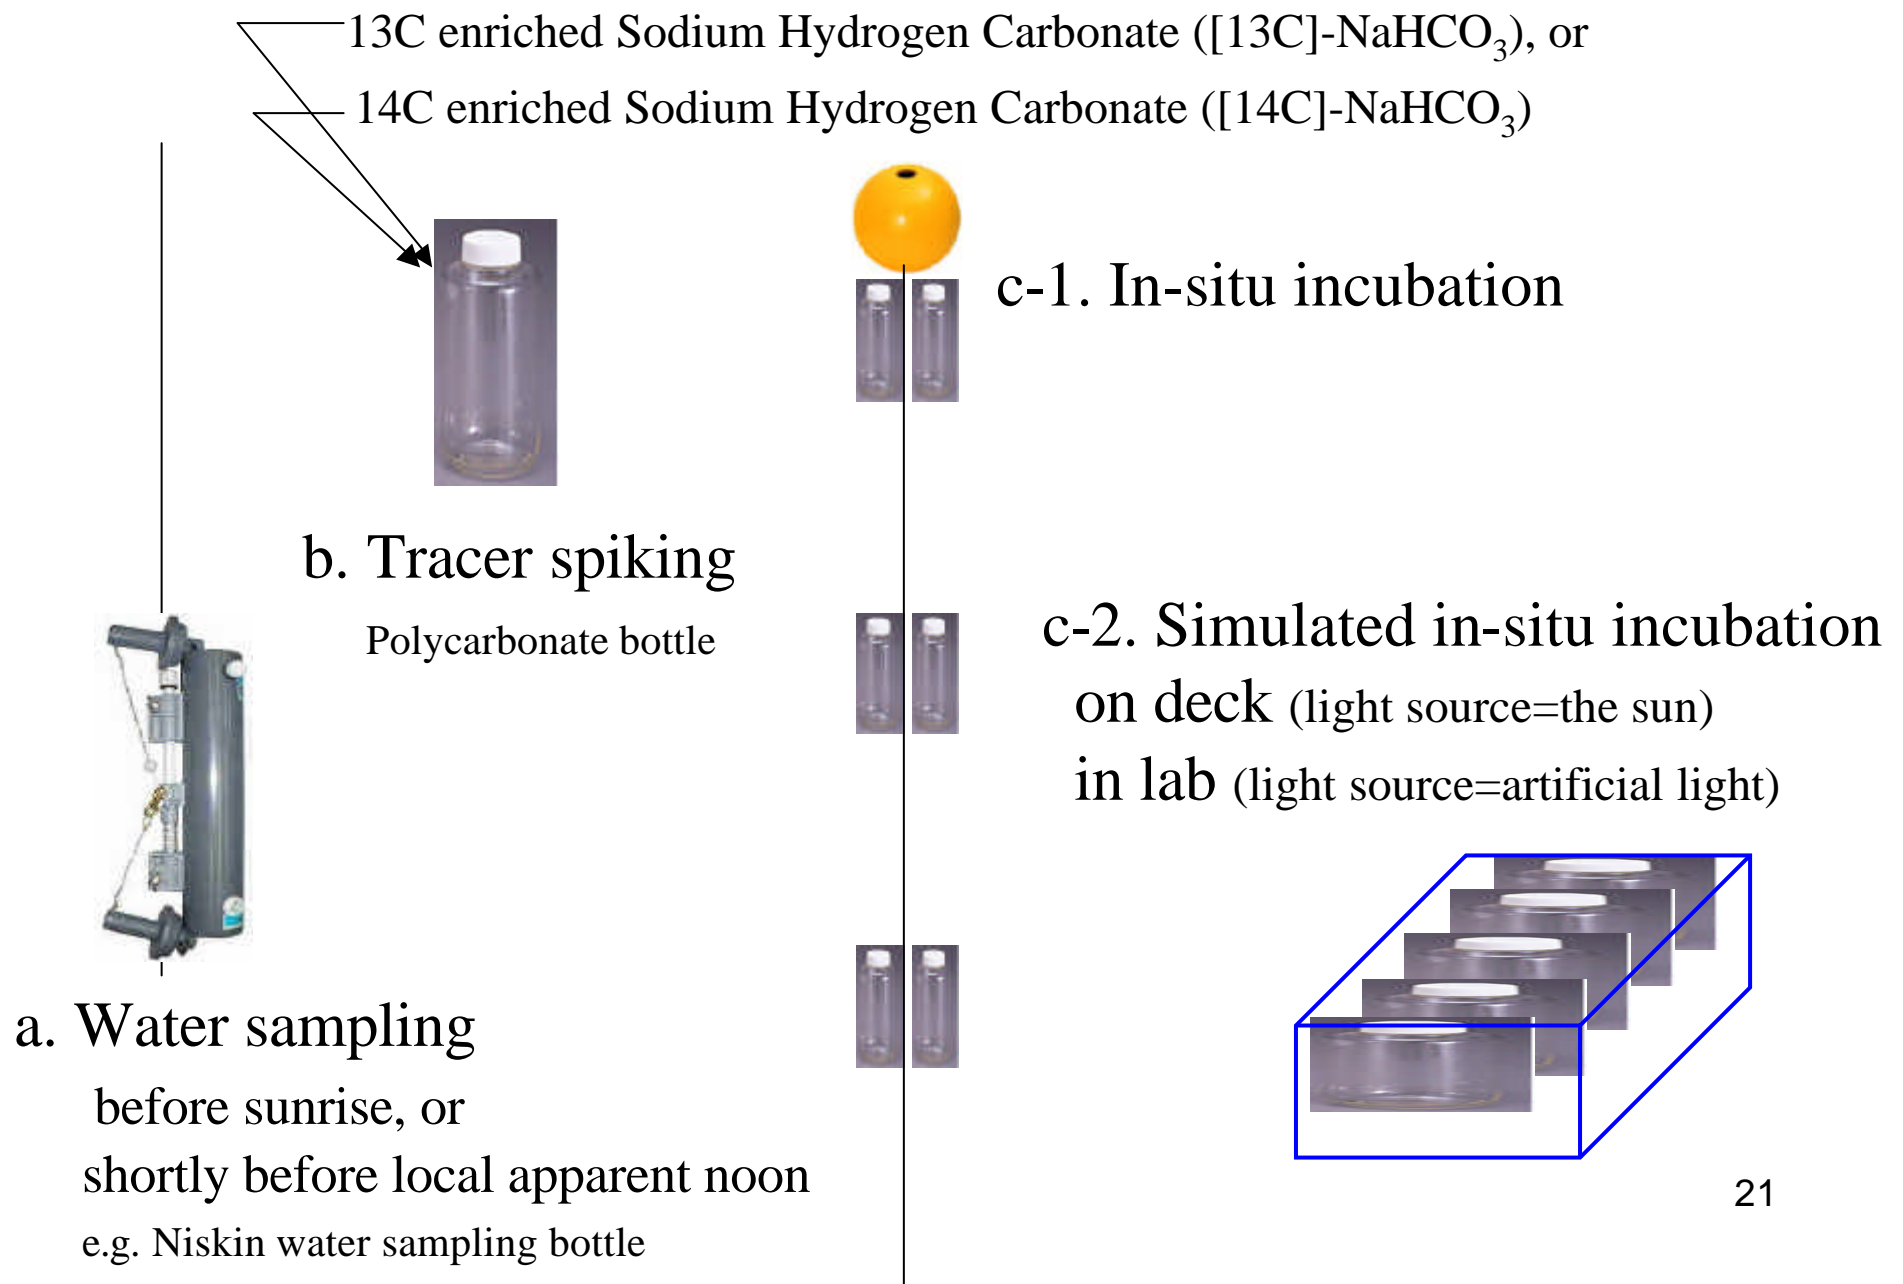 13C enriched Sodium Hydrogen Carbonate ([13C]-NaHCO₃), or
14C enriched Sodium Hydrogen Carbonate ([14C]-NaHCO₃)
c-1. In-situ incubation
b. Tracer spiking
Polycarbonate bottle
c-2. Simulated in-situ incubation
on deck (light source=the sun)
in lab (light source=artificial light)
a. Water sampling
before sunrise, or
shortly before local apparent noon
e.g. Niskin water sampling bottle
21